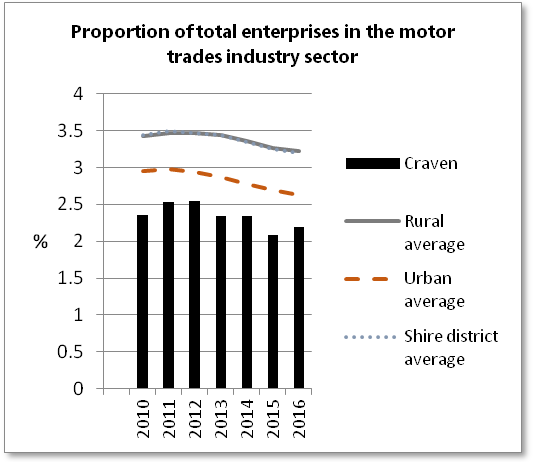 Proportion of total enterprises in the motor
trades industry sector
4
3.5
3
2.5
2
1.5
1
0.5
0
%
2010
2011
2012
2013
2014
2015
2016
Craven
Rural
average
Urban
average
Shire district
average